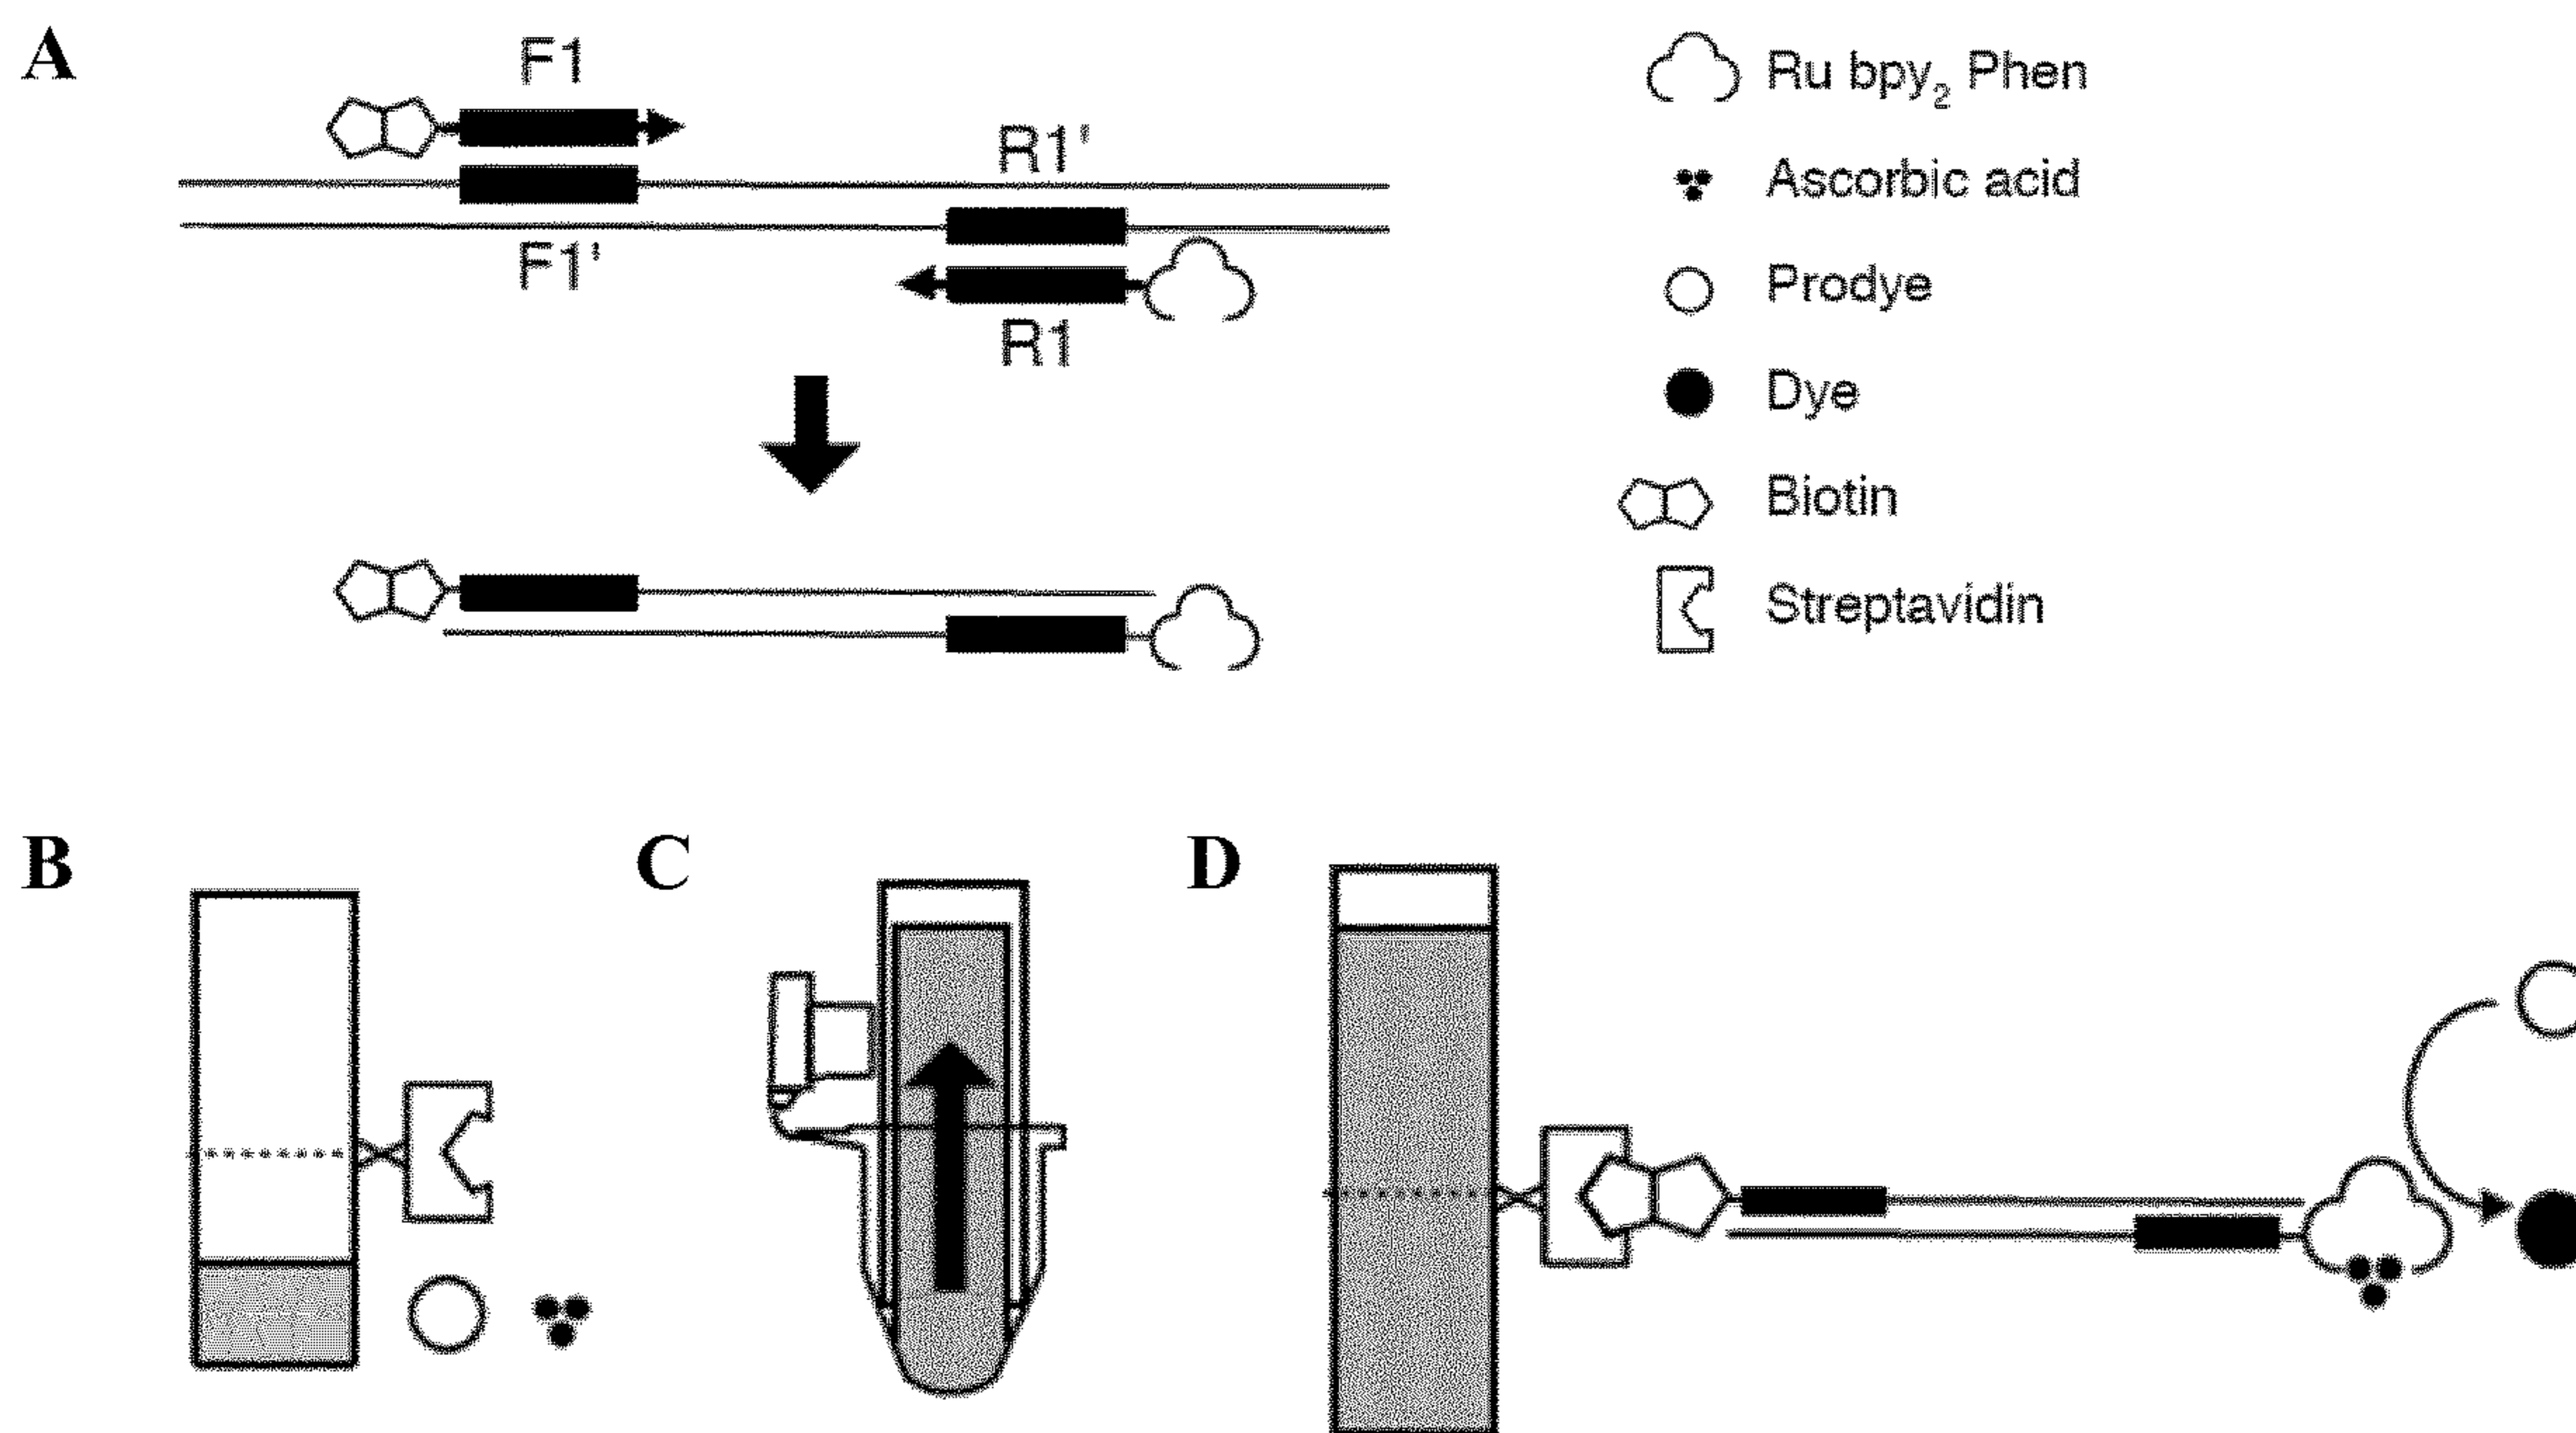 A
F1
R1'
F1'
R1
Ru bpy₂ Phen
Ascorbic acid
Prodye
Dye
Biotin
Streptavidin
B
C
D